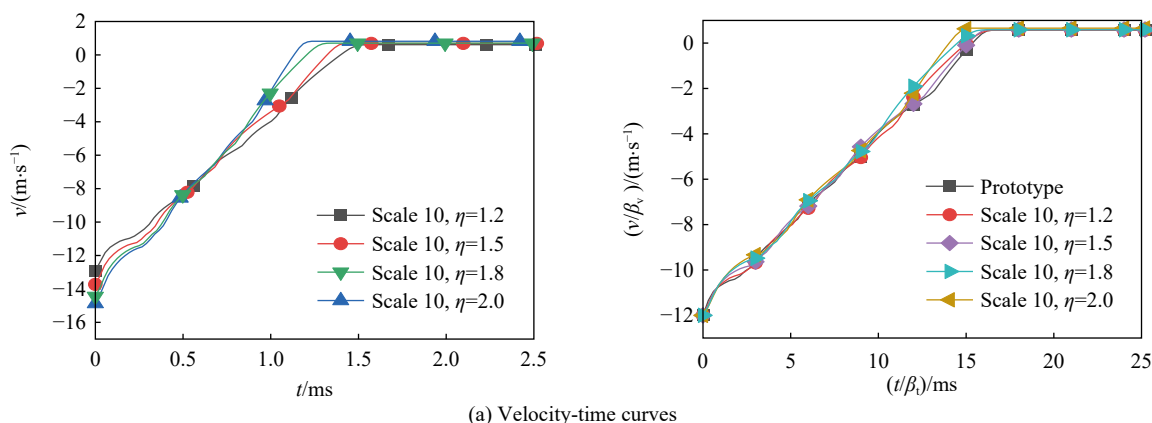 2
0
−2
−4
−6
−8
−10
−12
−14
−16
v/(m·s⁻¹)
Scale 10, η=1.2
Scale 10, η=1.5
Scale 10, η=1.8
Scale 10, η=2.0
0 0.5 1.0 1.5 2.0 2.5
t/ms
0
−2
−4
−6
−8
−10
−12
(v/βᵥ)/(m·s⁻¹)
Prototype
Scale 10, η=1.2
Scale 10, η=1.5
Scale 10, η=1.8
Scale 10, η=2.0
0 5 10 15 20 25
(t/βₜ)/ms
(a) Velocity-time curves